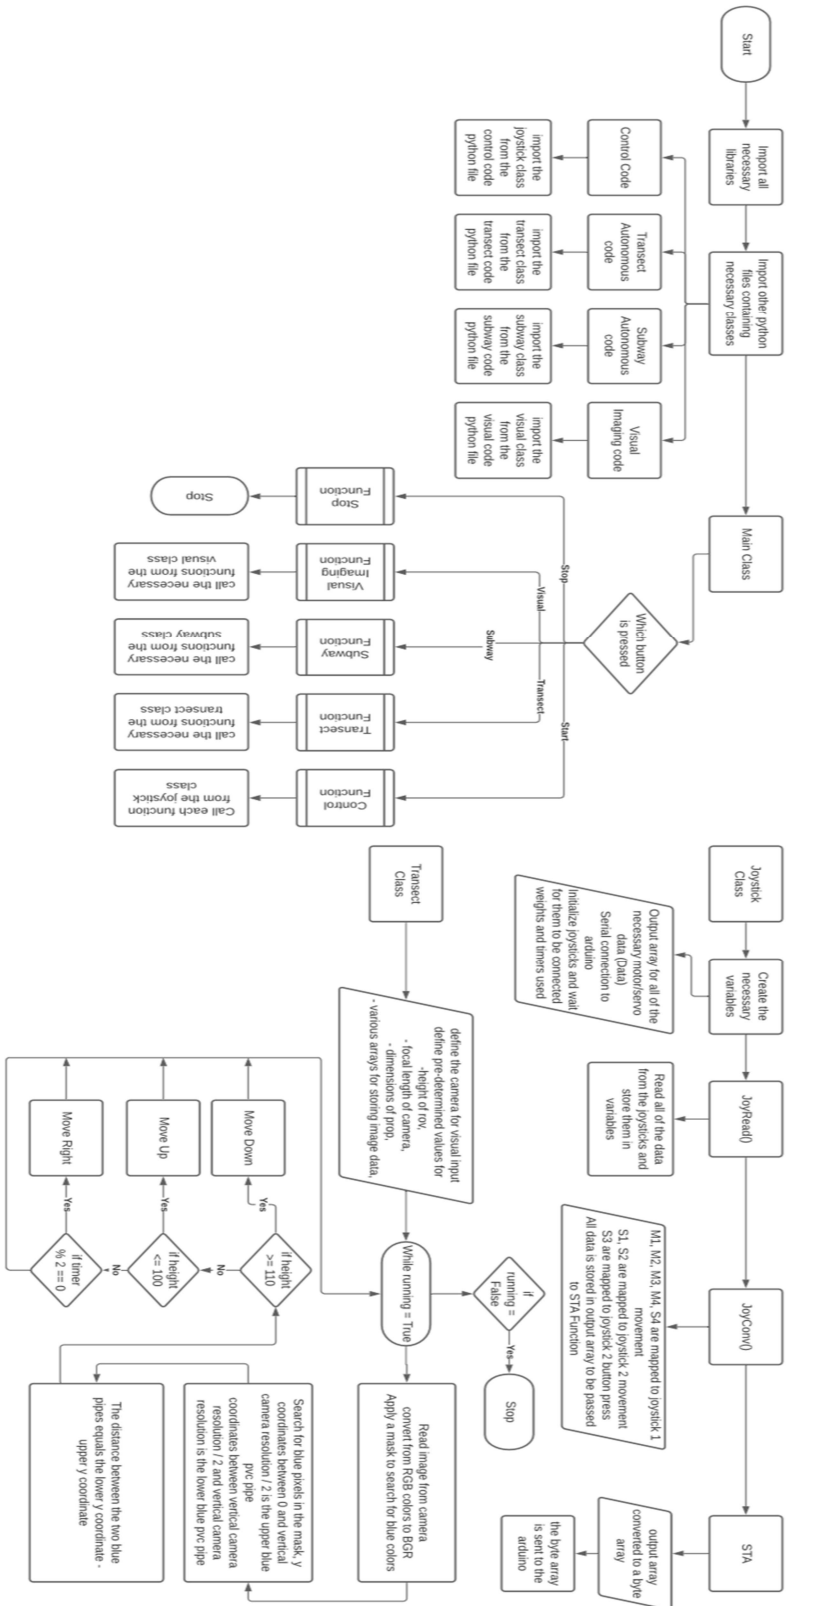 Start
Import all
necessary
libraries
Import other python
files containing
necessary classes
Control Code
Transect
Autonomous
code
Subway
Autonomous
code
Visual
Imaging code
import the
joystick class
from the
control code
python file
import the
transect class
from the
transect code
python file
import the
subway class
from the
subway code
python file
import the
visual class
from the
visual code
python file
Main Class
Which button
is pressed
Stop
Visual
Subway
Transect
Start
Stop
Function
Visual
Imaging
Function
Subway
Function
Transect
Function
Control
Function
Stop
call the necessary
functions from the
visual class
call the necessary
functions from the
subway class
call the necessary
functions from the
transect class
Call each function
from the joystick
class
Joystick
Class
Create the
necessary
variables
Output array for all of the
necessary motor/servo
data (Data)
Serial connection to
arduino
Initialize joysticks and wait
for them to be connected
weights and timers used
JoyRead()
Read all of the data
from the joysticks and
store them in
variables
JoyConv()
M1, M2, M3, M4, S4 are mapped to joystick 1
movement
S1, S2 are mapped to joystick 2 movement
S3 are mapped to joystick 2 button press
All data is stored in output array to be passed
to STA Function
STA
output array
converted to a byte
array
the byte array
is sent to the
arduino
Transect
Class
define the camera for visual input
define pre-determined values for
-height of rov,
- focal length of camera,
- dimensions of prop,
- various arrays for storing image data,
While running = True
if
running =
False
Yes
Stop
Read image from camera
convert from RGB colors to BGR
Apply a mask to search for blue colors
Search for blue pixels in the mask, y
coordinates between 0 and vertical
camera resolution / 2 is the upper blue
pvc pipe
coordinates between vertical camera
resolution / 2 and vertical camera
resolution is the lower blue pvc pipe
The distance between the two blue
pipes equals the lower y coordinate -
upper y coordinate
if height
>= 110
Yes
Move Down
No
if height
<= 100
Yes
Move Up
No
if timer
% 2 == 0
Yes
Move Right